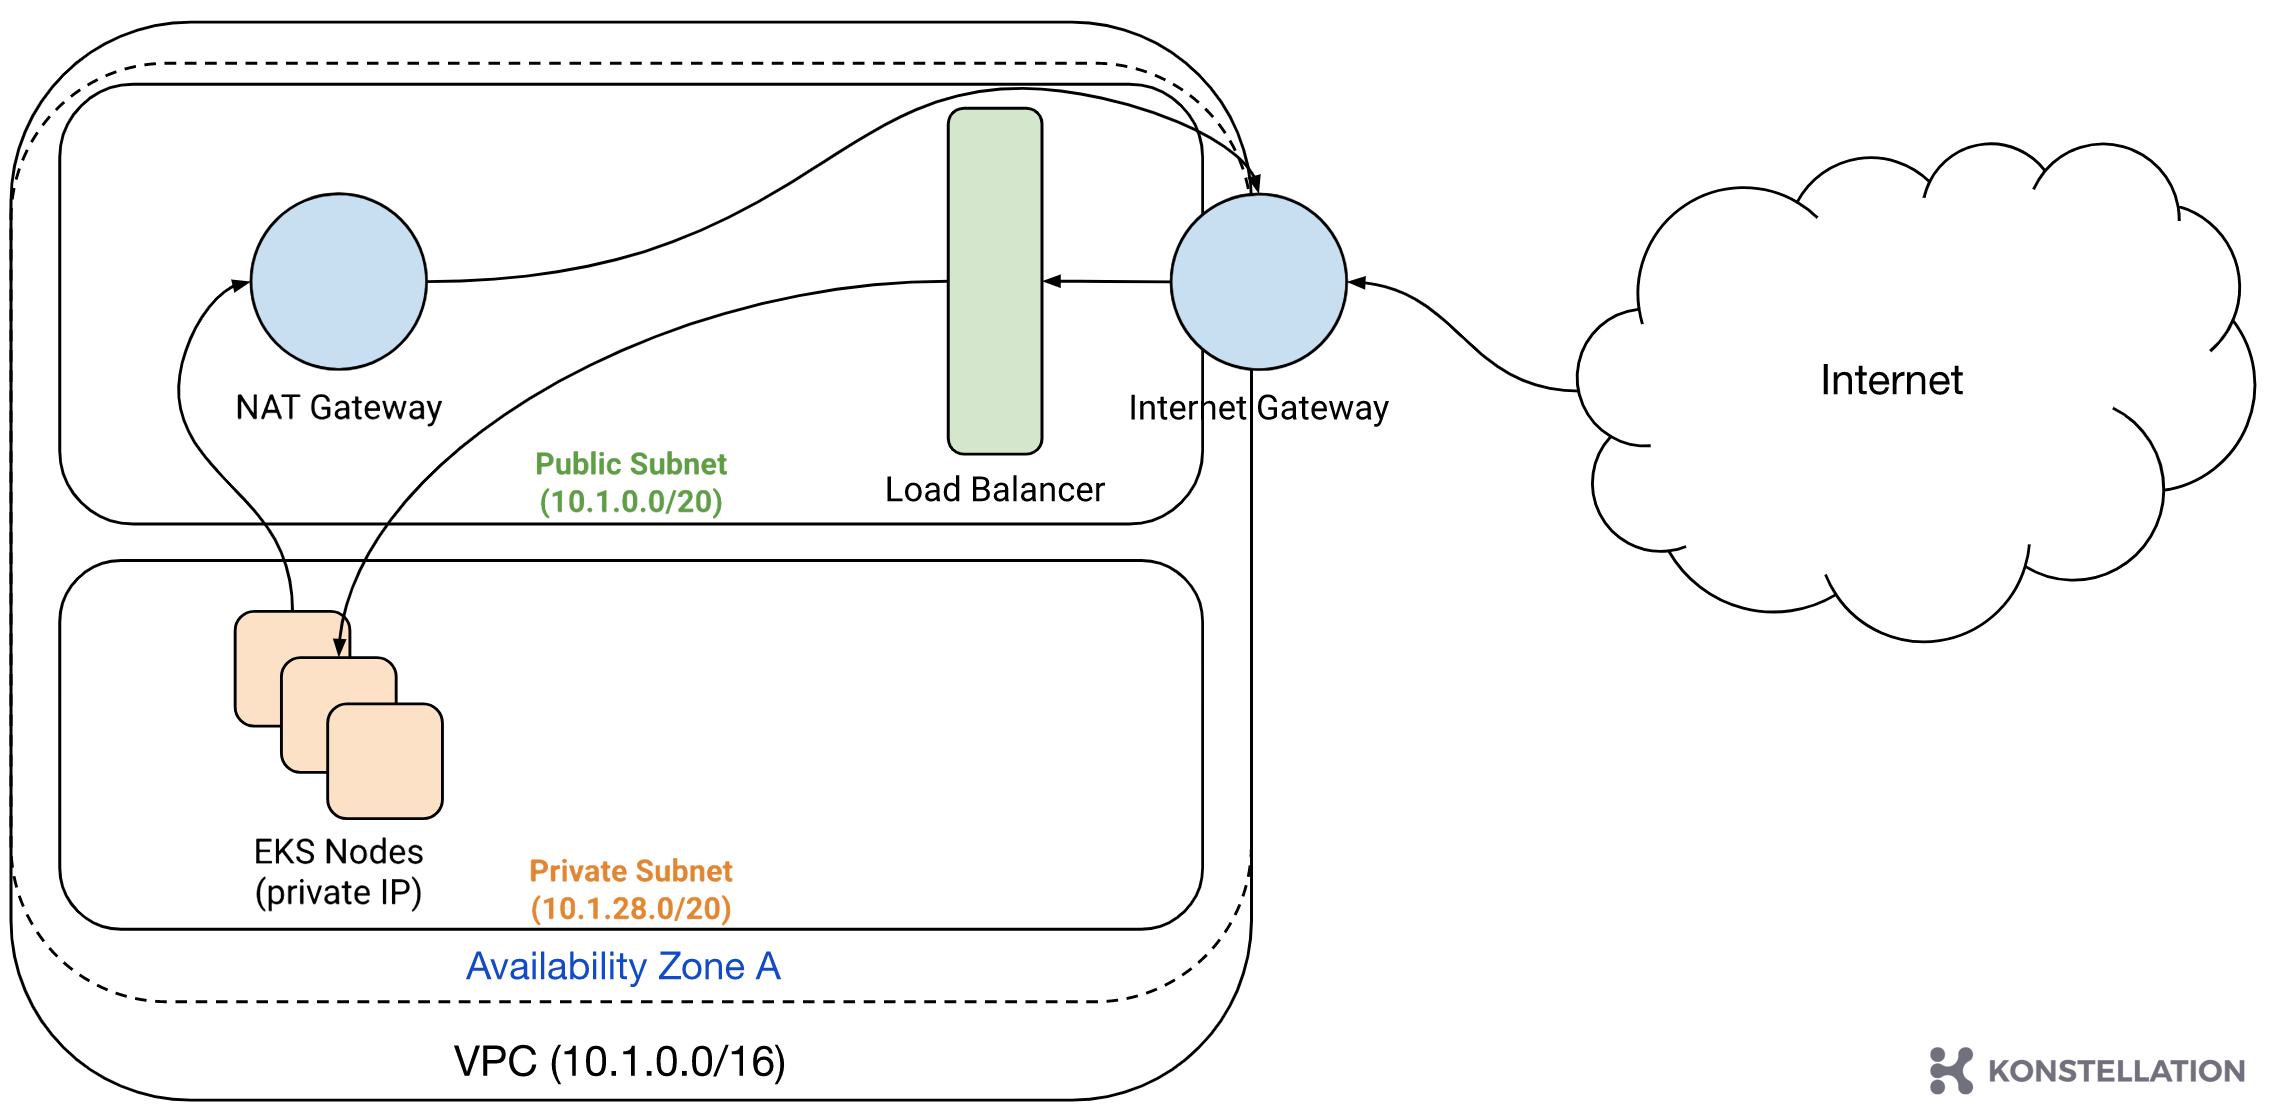 NAT Gateway
Internet Gateway
Internet
Public Subnet
(10.1.0.0/20)
Load Balancer
EKS Nodes
(private IP)
Private Subnet
(10.1.28.0/20)
Availability Zone A
VPC (10.1.0.0/16)
KONSTELLATION